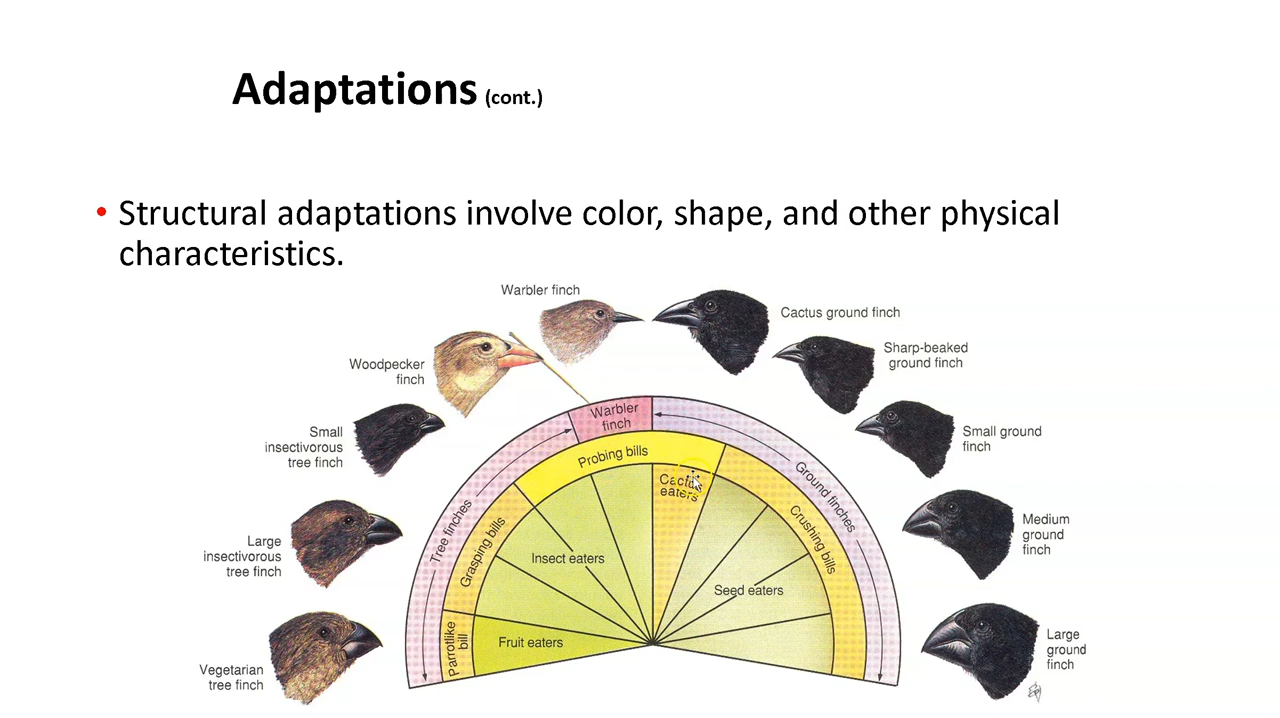 Adaptations (cont.)
• Structural adaptations involve color, shape, and other physical
characteristics.
Warbler finch
Cactus ground finch
Woodpecker
finch
Sharp-beaked
ground finch
Small
insectivorous
tree finch
Small ground
finch
Large
insectivorous
tree finch
Medium
ground
finch
Vegetarian
tree finch
Large
ground
finch
Warbler
finch
Tree finches
Ground finches
Probing bills
Grasping bills
Crushing bills
Parrotlike
bill
Cactus
eaters
Insect eaters
Seed eaters
Fruit eaters